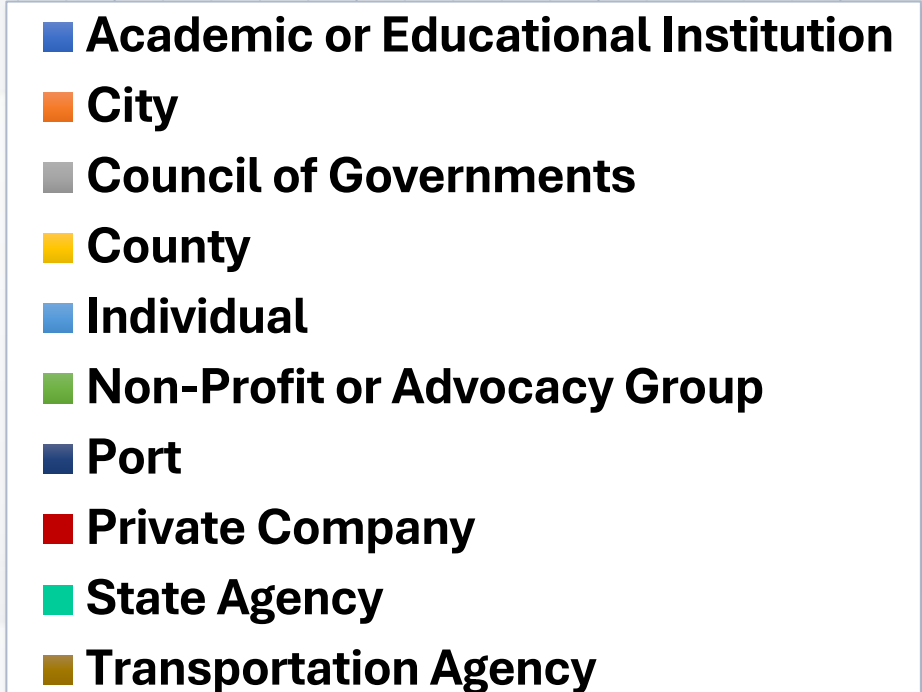 Academic or Educational Institution
City
Council of Governments
County
Individual
Non-Profit or Advocacy Group
Port
Private Company
State Agency
Transportation Agency